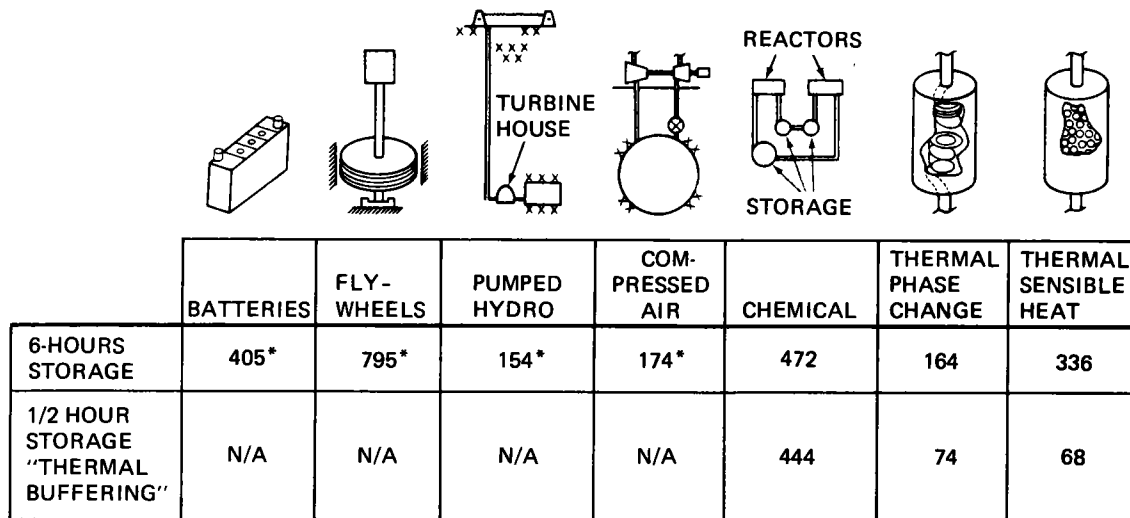 REACTORS
TURBINE
HOUSE
STORAGE
BATTERIES
FLY-
WHEELS
PUMPED
HYDRO
COM-
PRESSED
AIR
CHEMICAL
THERMAL
PHASE
CHANGE
THERMAL
SENSIBLE
HEAT
6-HOURS
STORAGE
405* 795* 154* 174* 472 164 336
1/2 HOUR
STORAGE
"THERMAL
BUFFERING"
N/A N/A N/A N/A 444 74 68